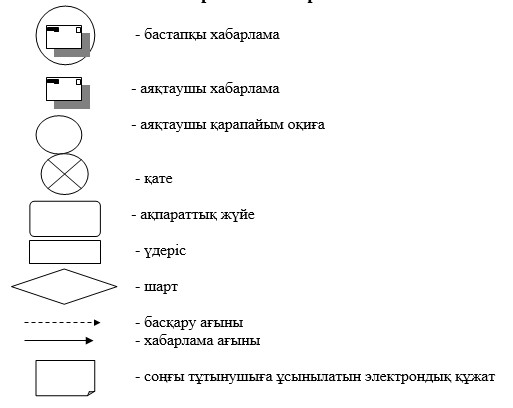 - бастапқы хабарлама
- аяқтаушы хабарлама
- аяқтаушы қарапайым оқиға
- қате
- ақпараттық жүйе
- үдеріс
- шарт
- басқару ағыны
- хабарлама ағыны
- соңғы тұтынушыға ұсынылатын электрондық құжат